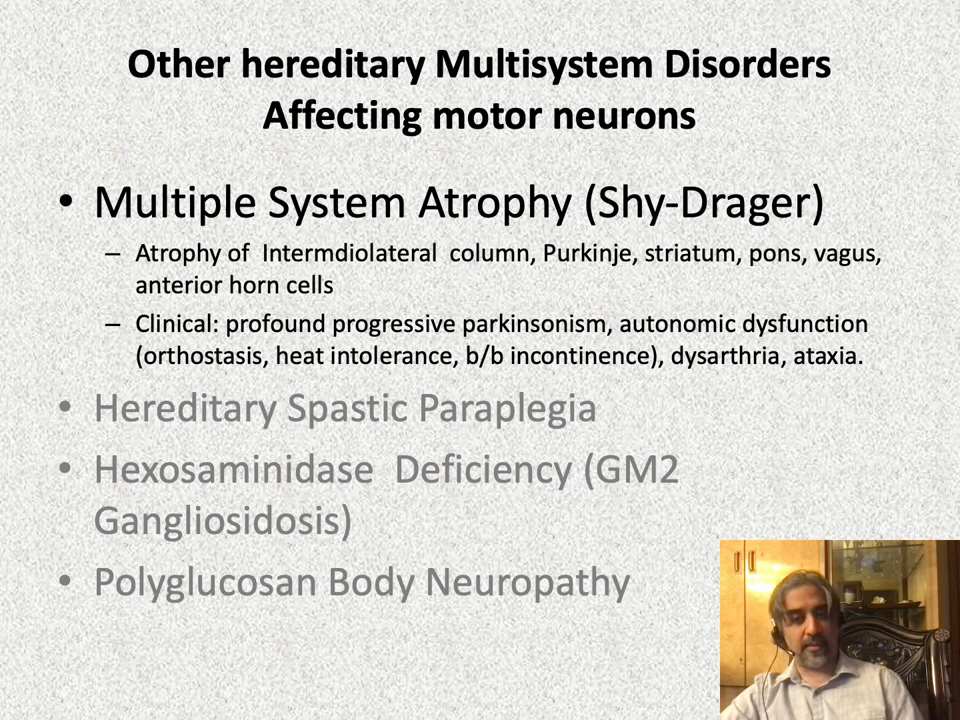 Other hereditary Multisystem Disorders
Affecting motor neurons
• Multiple System Atrophy (Shy-Drager)
– Atrophy of Intermdiolateral column, Purkinje, striatum, pons, vagus,
anterior horn cells
– Clinical: profound progressive parkinsonism, autonomic dysfunction
(orthostasis, heat intolerance, b/b incontinence), dysarthria, ataxia.
• Hereditary Spastic Paraplegia
• Hexosaminidase Deficiency (GM2
Gangliosidosis)
• Polyglucosan Body Neuropathy